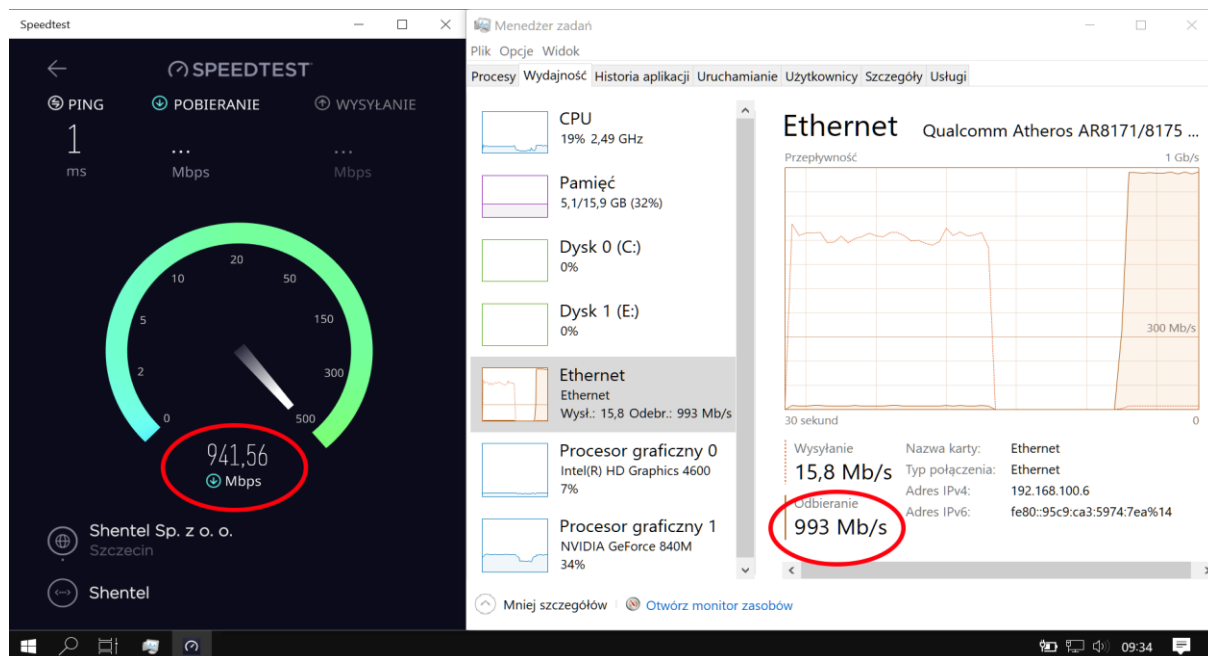 Speedtest
SPEEDTEST
PING
POBIERANIE
WYSYŁANIE
1
...
...
ms
Mbps
Mbps
0
2
5
10
20
50
150
300
500
941,56
Mbps
Shentel Sp. z o. o.
Szczecin
Shentel
Menedżer zadań
Plik Opcje Widok
Procesy Wydajność Historia aplikacji Uruchamianie Użytkownicy Szczegóły Usługi
CPU
19% 2,49 GHz
Pamięć
5,1/15,9 GB (32%)
Dysk 0 (C:)
0%
Dysk 1 (E:)
0%
Ethernet
Ethernet
Wysł.: 15,8 Odebr.: 993 Mb/s
Procesor graficzny 0
Intel(R) HD Graphics 4600
7%
Procesor graficzny 1
NVIDIA GeForce 840M
34%
Ethernet Qualcomm Atheros AR8171/8175 ...
Przepływność 1 Gb/s
300 Mb/s
30 sekund 0
Wysyłanie
15,8 Mb/s
Odbieranie
993 Mb/s
Nazwa karty: Ethernet
Typ połączenia: Ethernet
Adres IPv4: 192.168.100.6
Adres IPv6: fe80::95c9:ca3:5974:7ea%14
Mniej szczegółów
Otwórz monitor zasobów
09:34